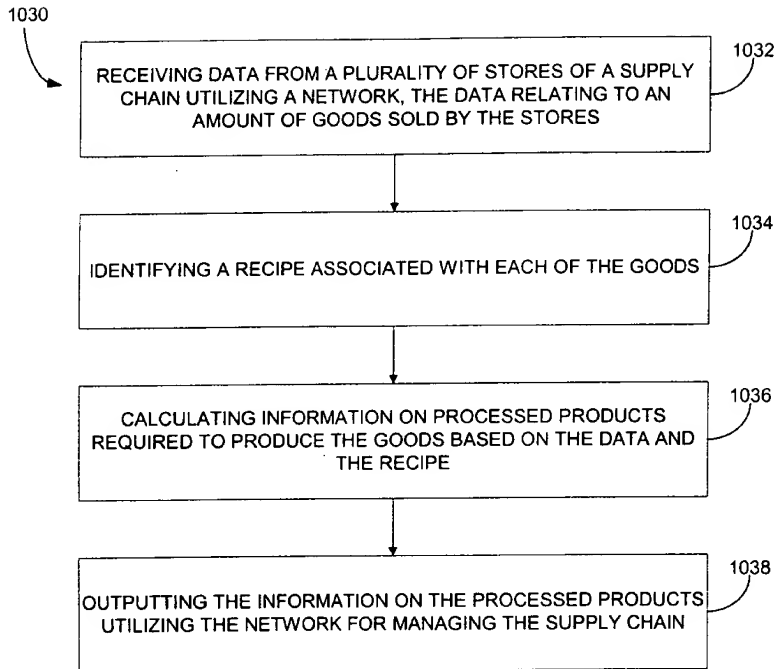 1030
1032
RECEIVING DATA FROM A PLURALITY OF STORES OF A SUPPLY
CHAIN UTILIZING A NETWORK, THE DATA RELATING TO AN
AMOUNT OF GOODS SOLD BY THE STORES
1034
IDENTIFYING A RECIPE ASSOCIATED WITH EACH OF THE GOODS
1036
CALCULATING INFORMATION ON PROCESSED PRODUCTS
REQUIRED TO PRODUCE THE GOODS BASED ON THE DATA AND
THE RECIPE
1038
OUTPUTTING THE INFORMATION ON THE PROCESSED PRODUCTS
UTILIZING THE NETWORK FOR MANAGING THE SUPPLY CHAIN